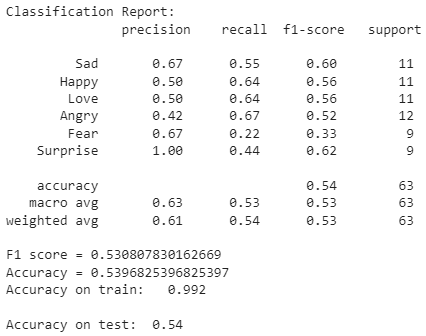 Classification Report:
precision recall f1-score support
Sad 0.67 0.55 0.60 11
Happy 0.50 0.64 0.56 11
Love 0.50 0.64 0.56 11
Angry 0.42 0.67 0.52 12
Fear 0.67 0.22 0.33 9
Surprise 1.00 0.44 0.62 9
accuracy 0.54 63
macro avg 0.63 0.53 0.53 63
weighted avg 0.61 0.54 0.53 63
F1 score = 0.530807830162669
Accuracy = 0.5396825396825397
Accuracy on train: 0.992
Accuracy on test: 0.54